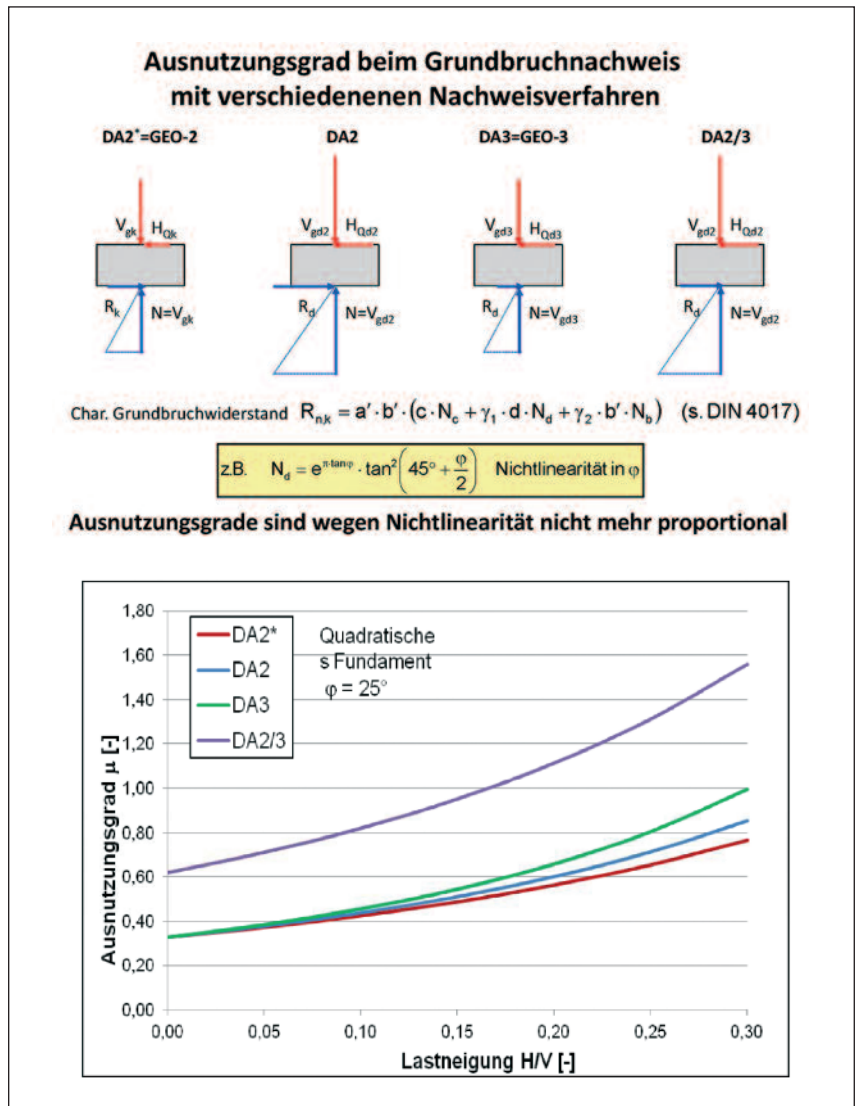 Ausnutzungsgrad beim Grundbruchnachweis
mit verschiedenenen Nachweisverfahren
DA2*=GEO-2 DA2 DA3=GEO-3 DA2/3
V_gk H_Qk V_gd2 H_Qd2 V_gd3 H_Qd3 V_gd2 H_Qd2
R_k N=V_gk R_d N=V_gd2 R_d N=V_gd3 R_d N=V_gd2
Char. Grundbruchwiderstand R_n,k = a′ · b′ · (c · N_c + γ₁ · d · N_d + γ₂ · b′ · N_b) (s. DIN 4017)
z.B. N_d = e^(π·tanφ) · tan²(45° + φ/2) Nichtlinearität in φ
Ausnutzungsgrade sind wegen Nichtlinearität nicht mehr proportional
1,80
1,60
1,40
1,20
1,00
0,80
0,60
0,40
0,20
0,00
Ausnutzungsgrad μ [-]
DA2*
DA2
DA3
DA2/3
Quadratische
s Fundament
φ = 25°
0,00 0,05 0,10 0,15 0,20 0,25 0,30
Lastneigung H/V [-]